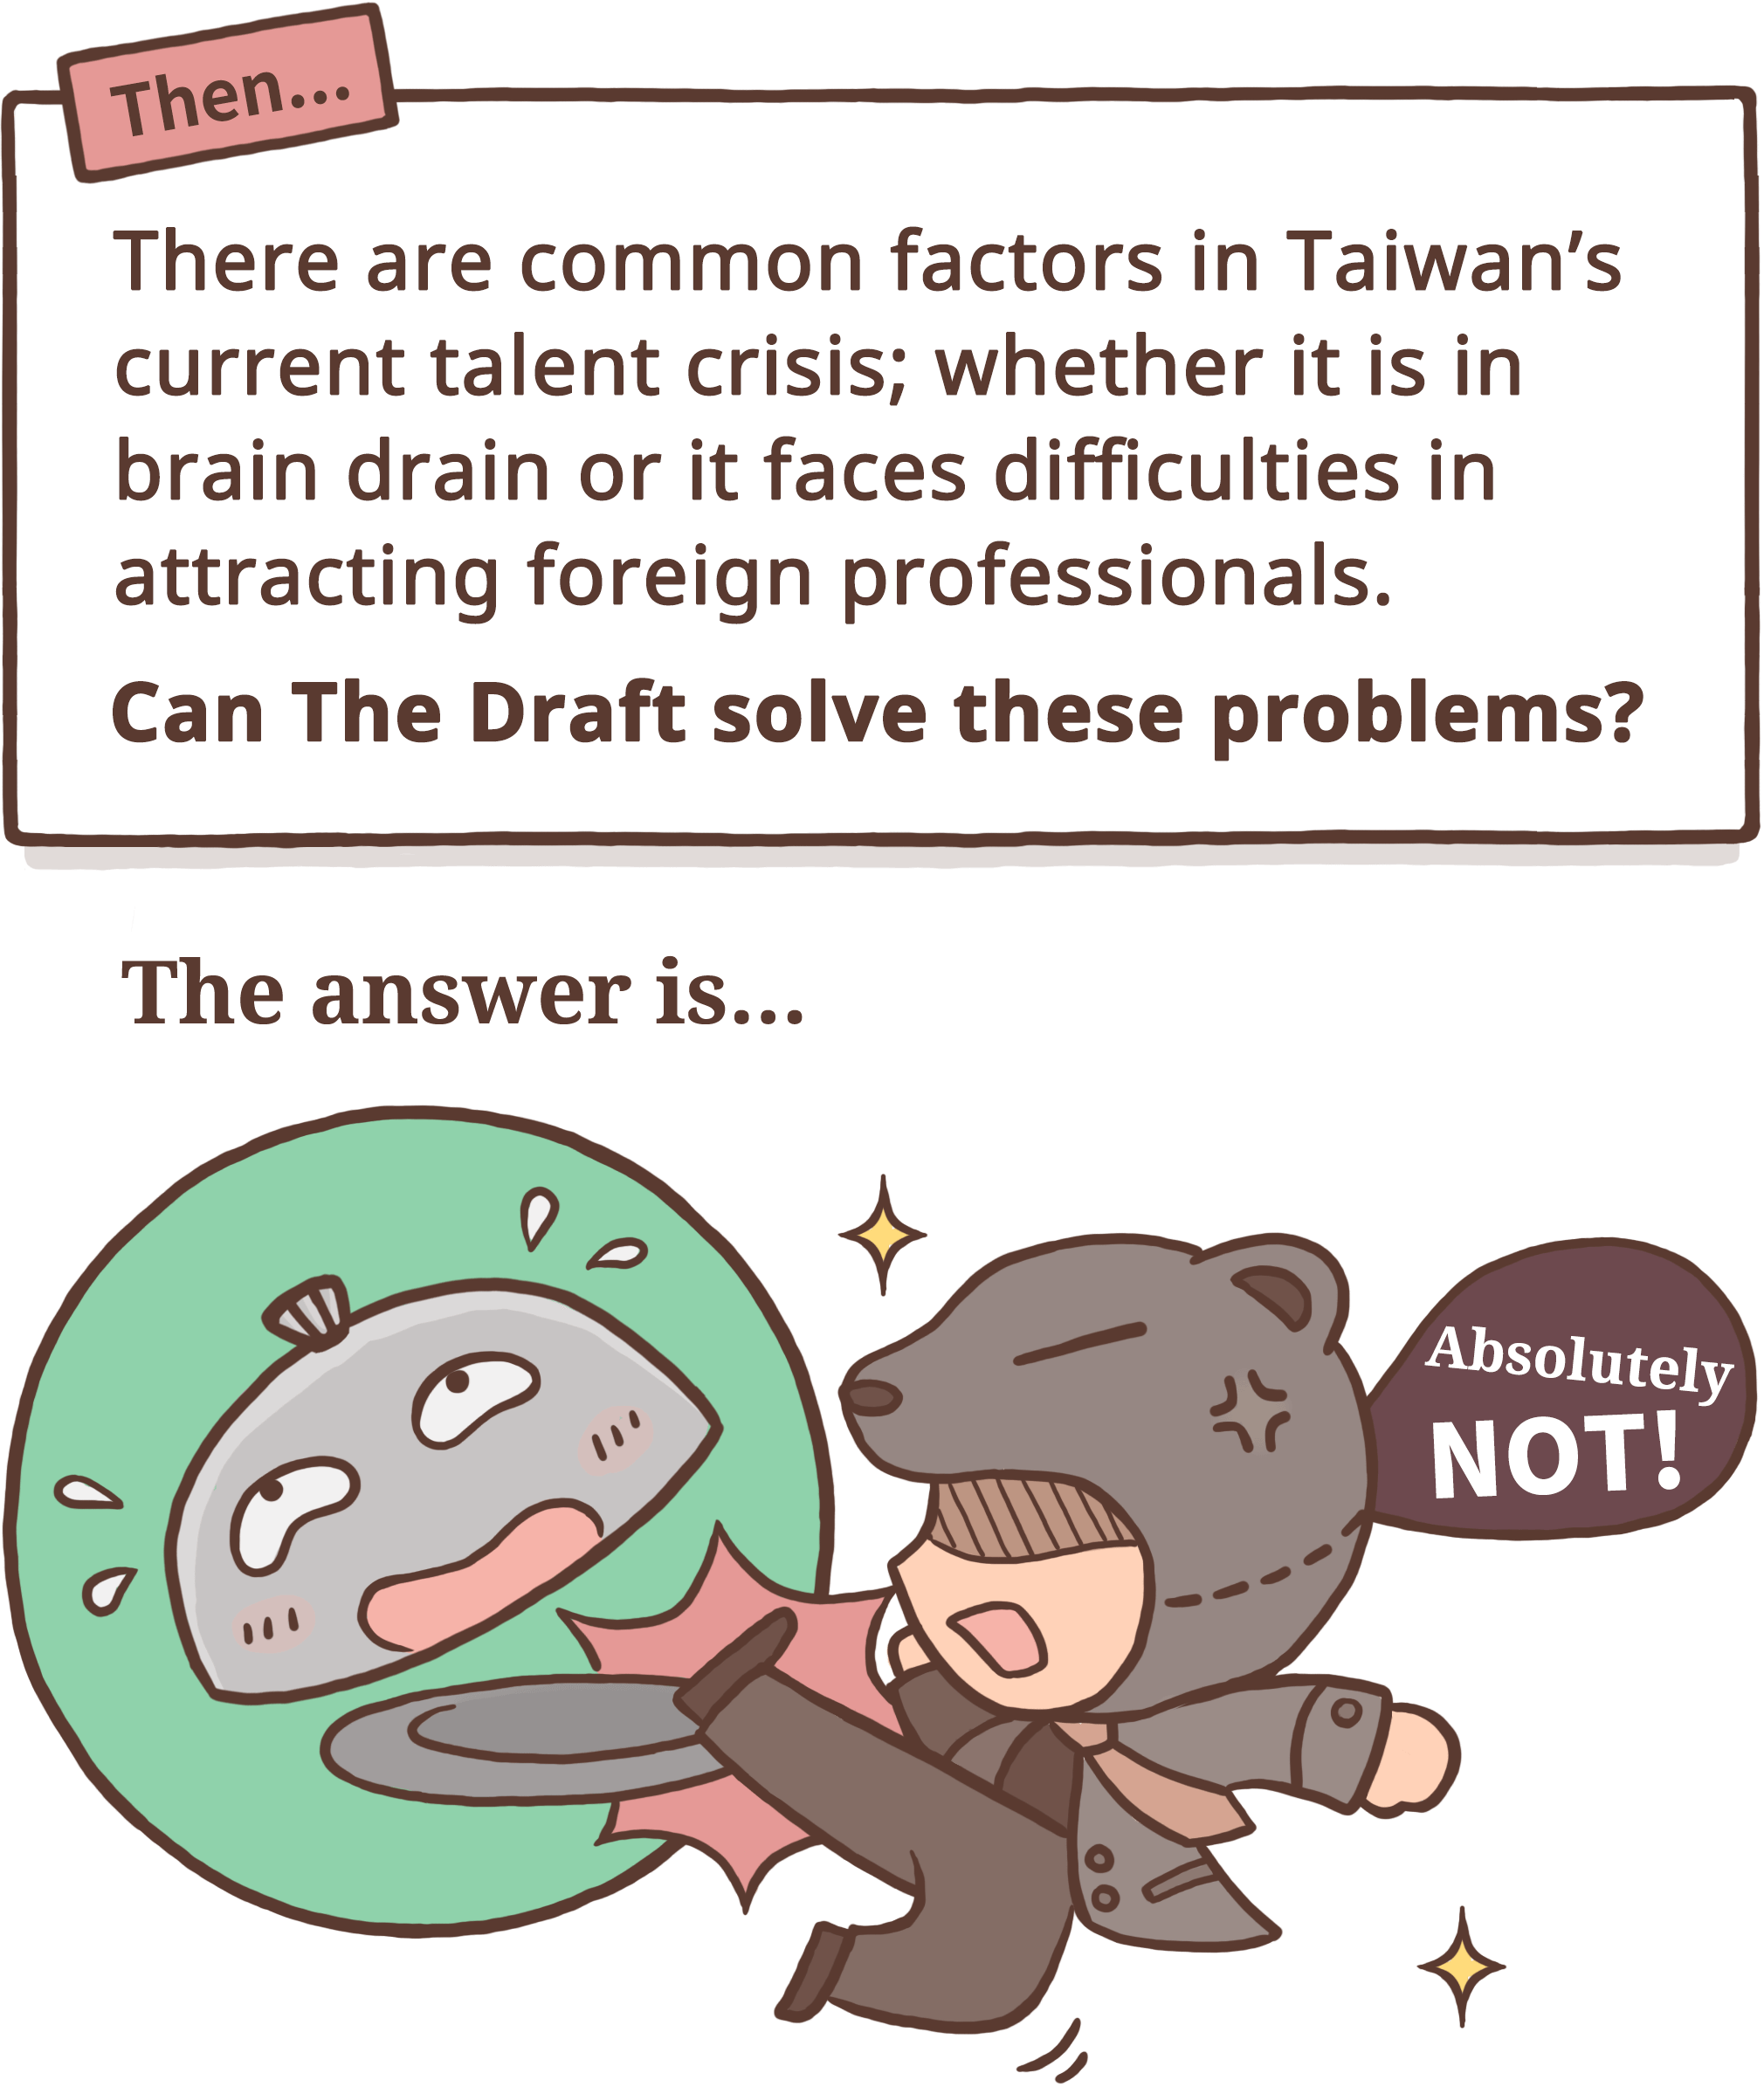 Then...
There are common factors in Taiwan’s
current talent crisis; whether it is in
brain drain or it faces difficulties in
attracting foreign professionals.
Can The Draft solve these problems?
The answer is...
Absolutely
NOT!